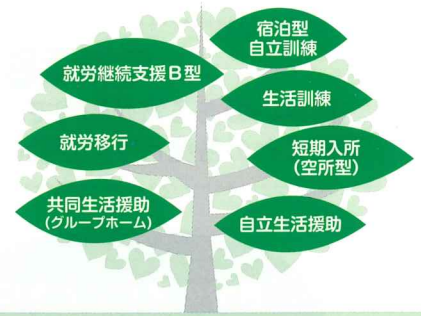 宿泊型
自立訓練
就労継続支援B型
生活訓練
就労移行
短期入所
(空所型)
共同生活援助
(グループホーム)
自立生活援助